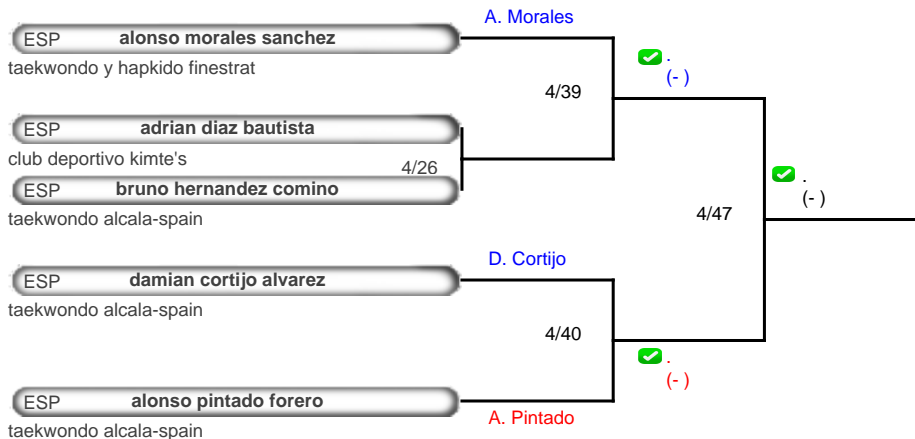 A. Morales
ESP alonso morales sanchez
taekwondo y hapkido finestrat
.
(- )
4/39
ESP adrian diaz bautista
club deportivo kimte's
4/26
ESP bruno hernandez comino
taekwondo alcala-spain
.
(- )
4/47
D. Cortijo
ESP damian cortijo alvarez
taekwondo alcala-spain
4/40
.
(- )
ESP alonso pintado forero
A. Pintado
taekwondo alcala-spain